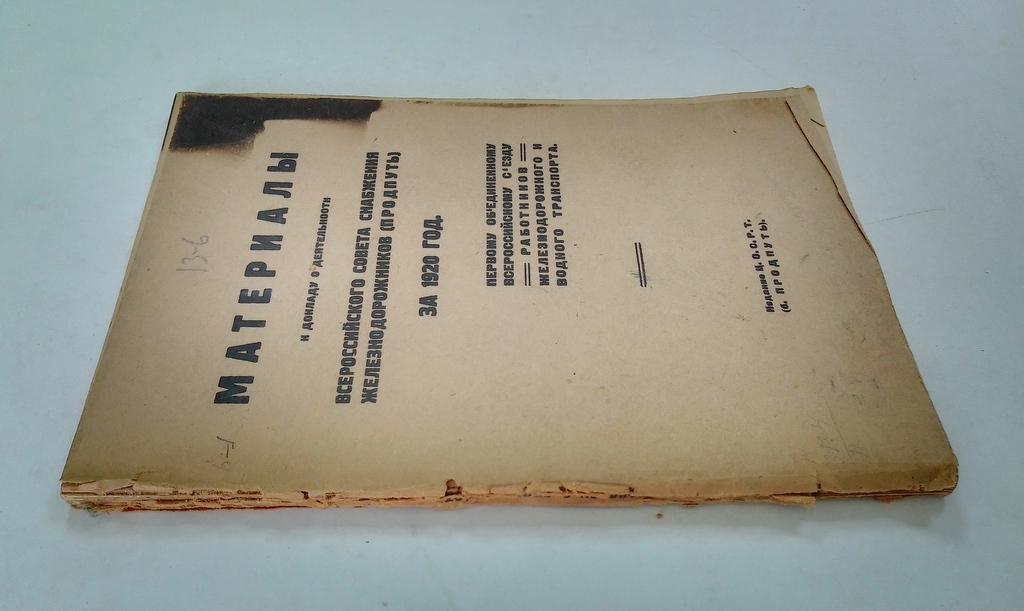 МАТЕРИАЛЫ
к докладу о деятельности
ВСЕРОССИЙСКОГО СОВЕТА СНАБЖЕНИЯ
ЖЕЛЕЗНОДОРОЖНИКОВ (ПРОДПУТЬ)
ЗА 1920 ГОД.
ПЕРВОМУ ОБ'ЕДИНЕННОМУ
ВСЕРОССИЙСКОМУ С'ЕЗДУ
РАБОТНИКОВ
ЖЕЛЕЗНОДОРОЖНОГО И
ВОДНОГО ТРАНСПОРТА.
Издание Ц. О. С. Р. Т.
(б. ПРОДПУТЬ).